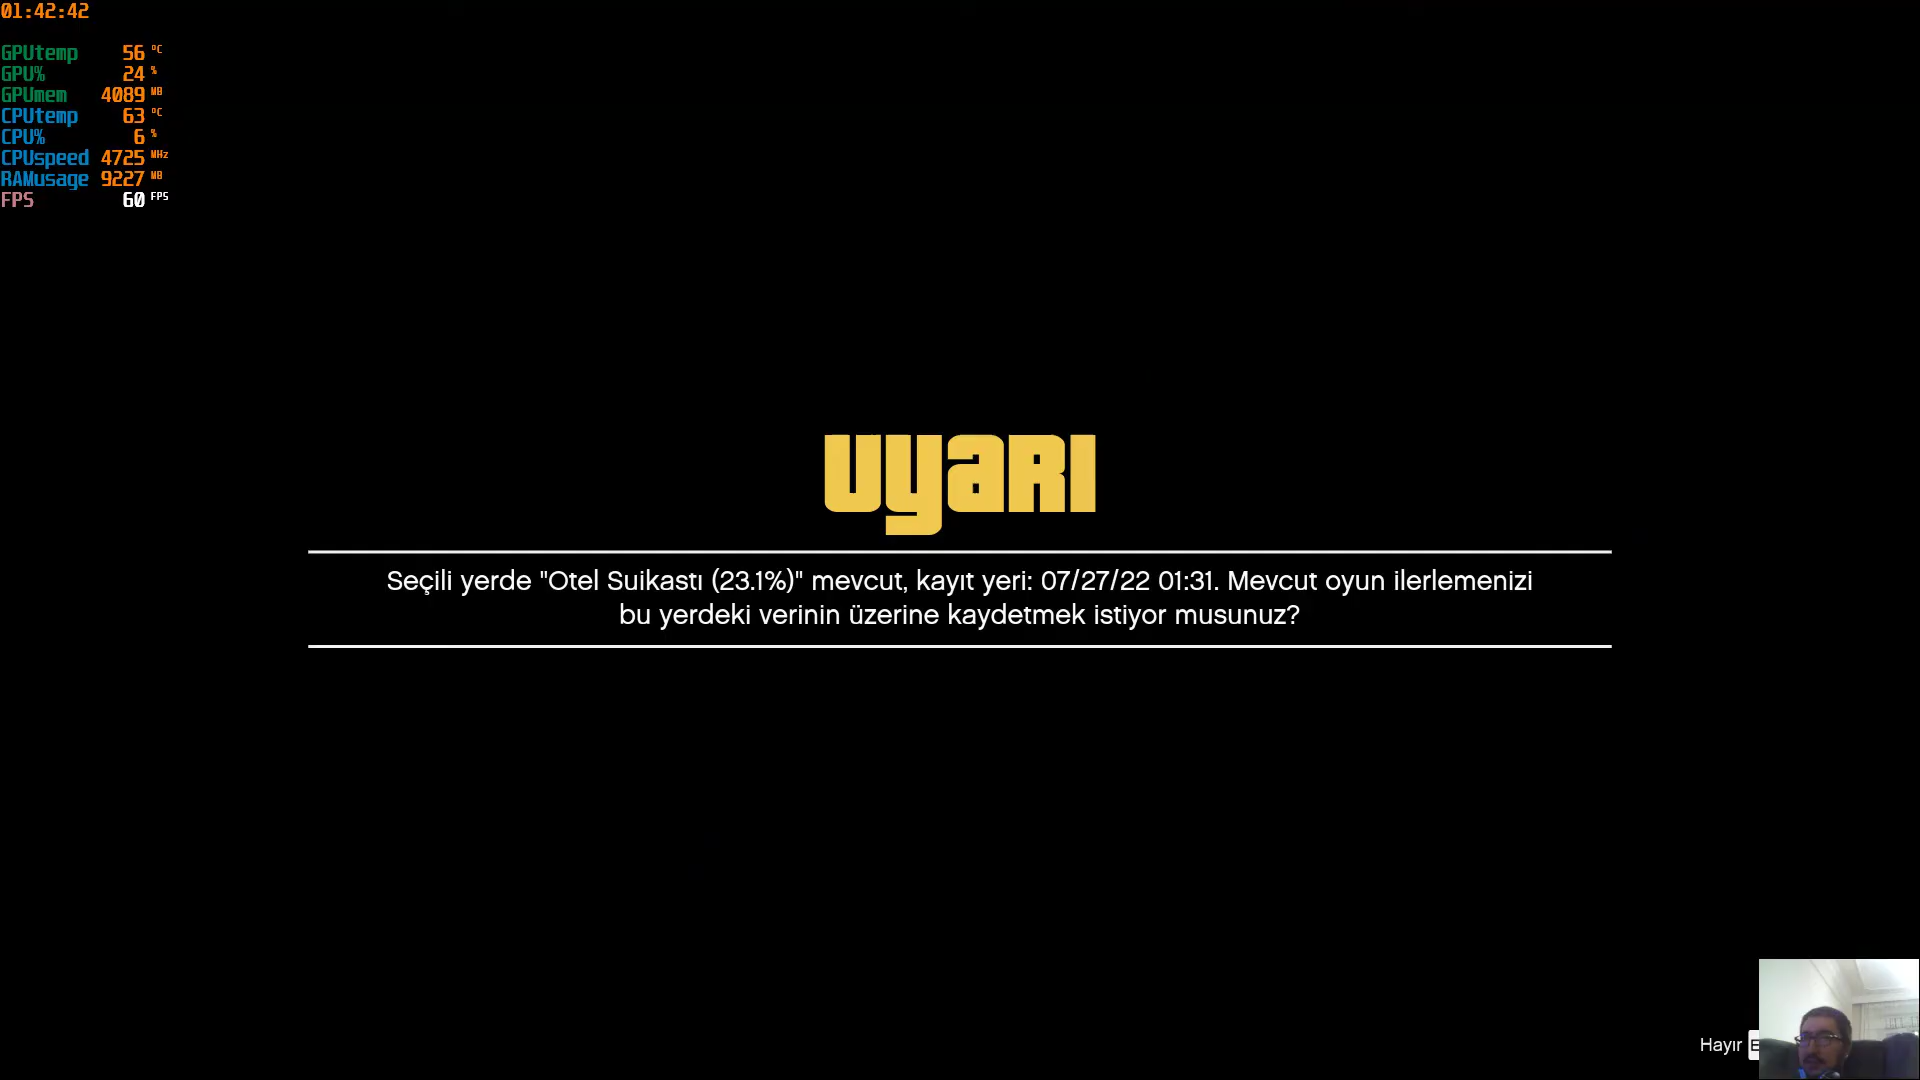 01:42:42
GPUtemp 56 °C
GPU% 24 %
GPUmem 4089 MB
CPUtemp 63 °C
CPU% 6 %
CPUspeed 4725 MHz
RAMusage 9227 MB
FPS 60 FPS
uyarı
Seçili yerde "Otel Suikastı (23.1%)" mevcut, kayıt yeri: 07/27/22 01:31. Mevcut oyun ilerlemenizi
bu yerdeki verinin üzerine kaydetmek istiyor musunuz?
Hayır